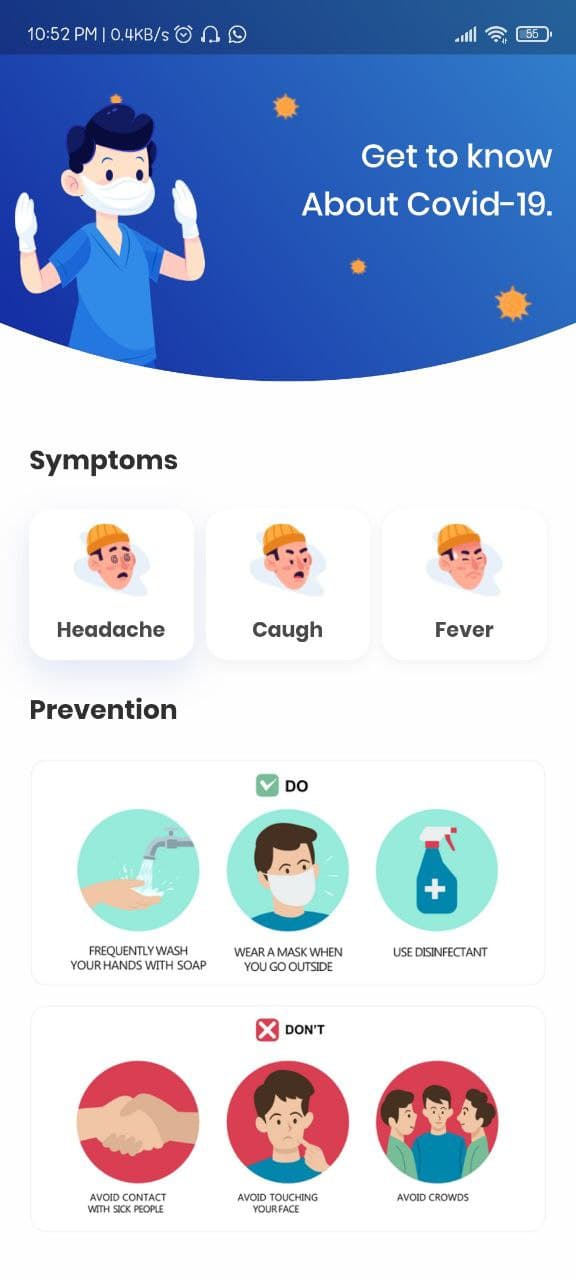 10:52 PM | 0.4KB/s
55
Get to know
About Covid-19.
Symptoms
Headache
Caugh
Fever
Prevention
DO
FREQUENTLY WASH
YOUR HANDS WITH SOAP
WEAR A MASK WHEN
YOU GO OUTSIDE
USE DISINFECTANT
DON'T
AVOID CONTACT
WITH SICK PEOPLE
AVOID TOUCHING
YOUR FACE
AVOID CROWDS